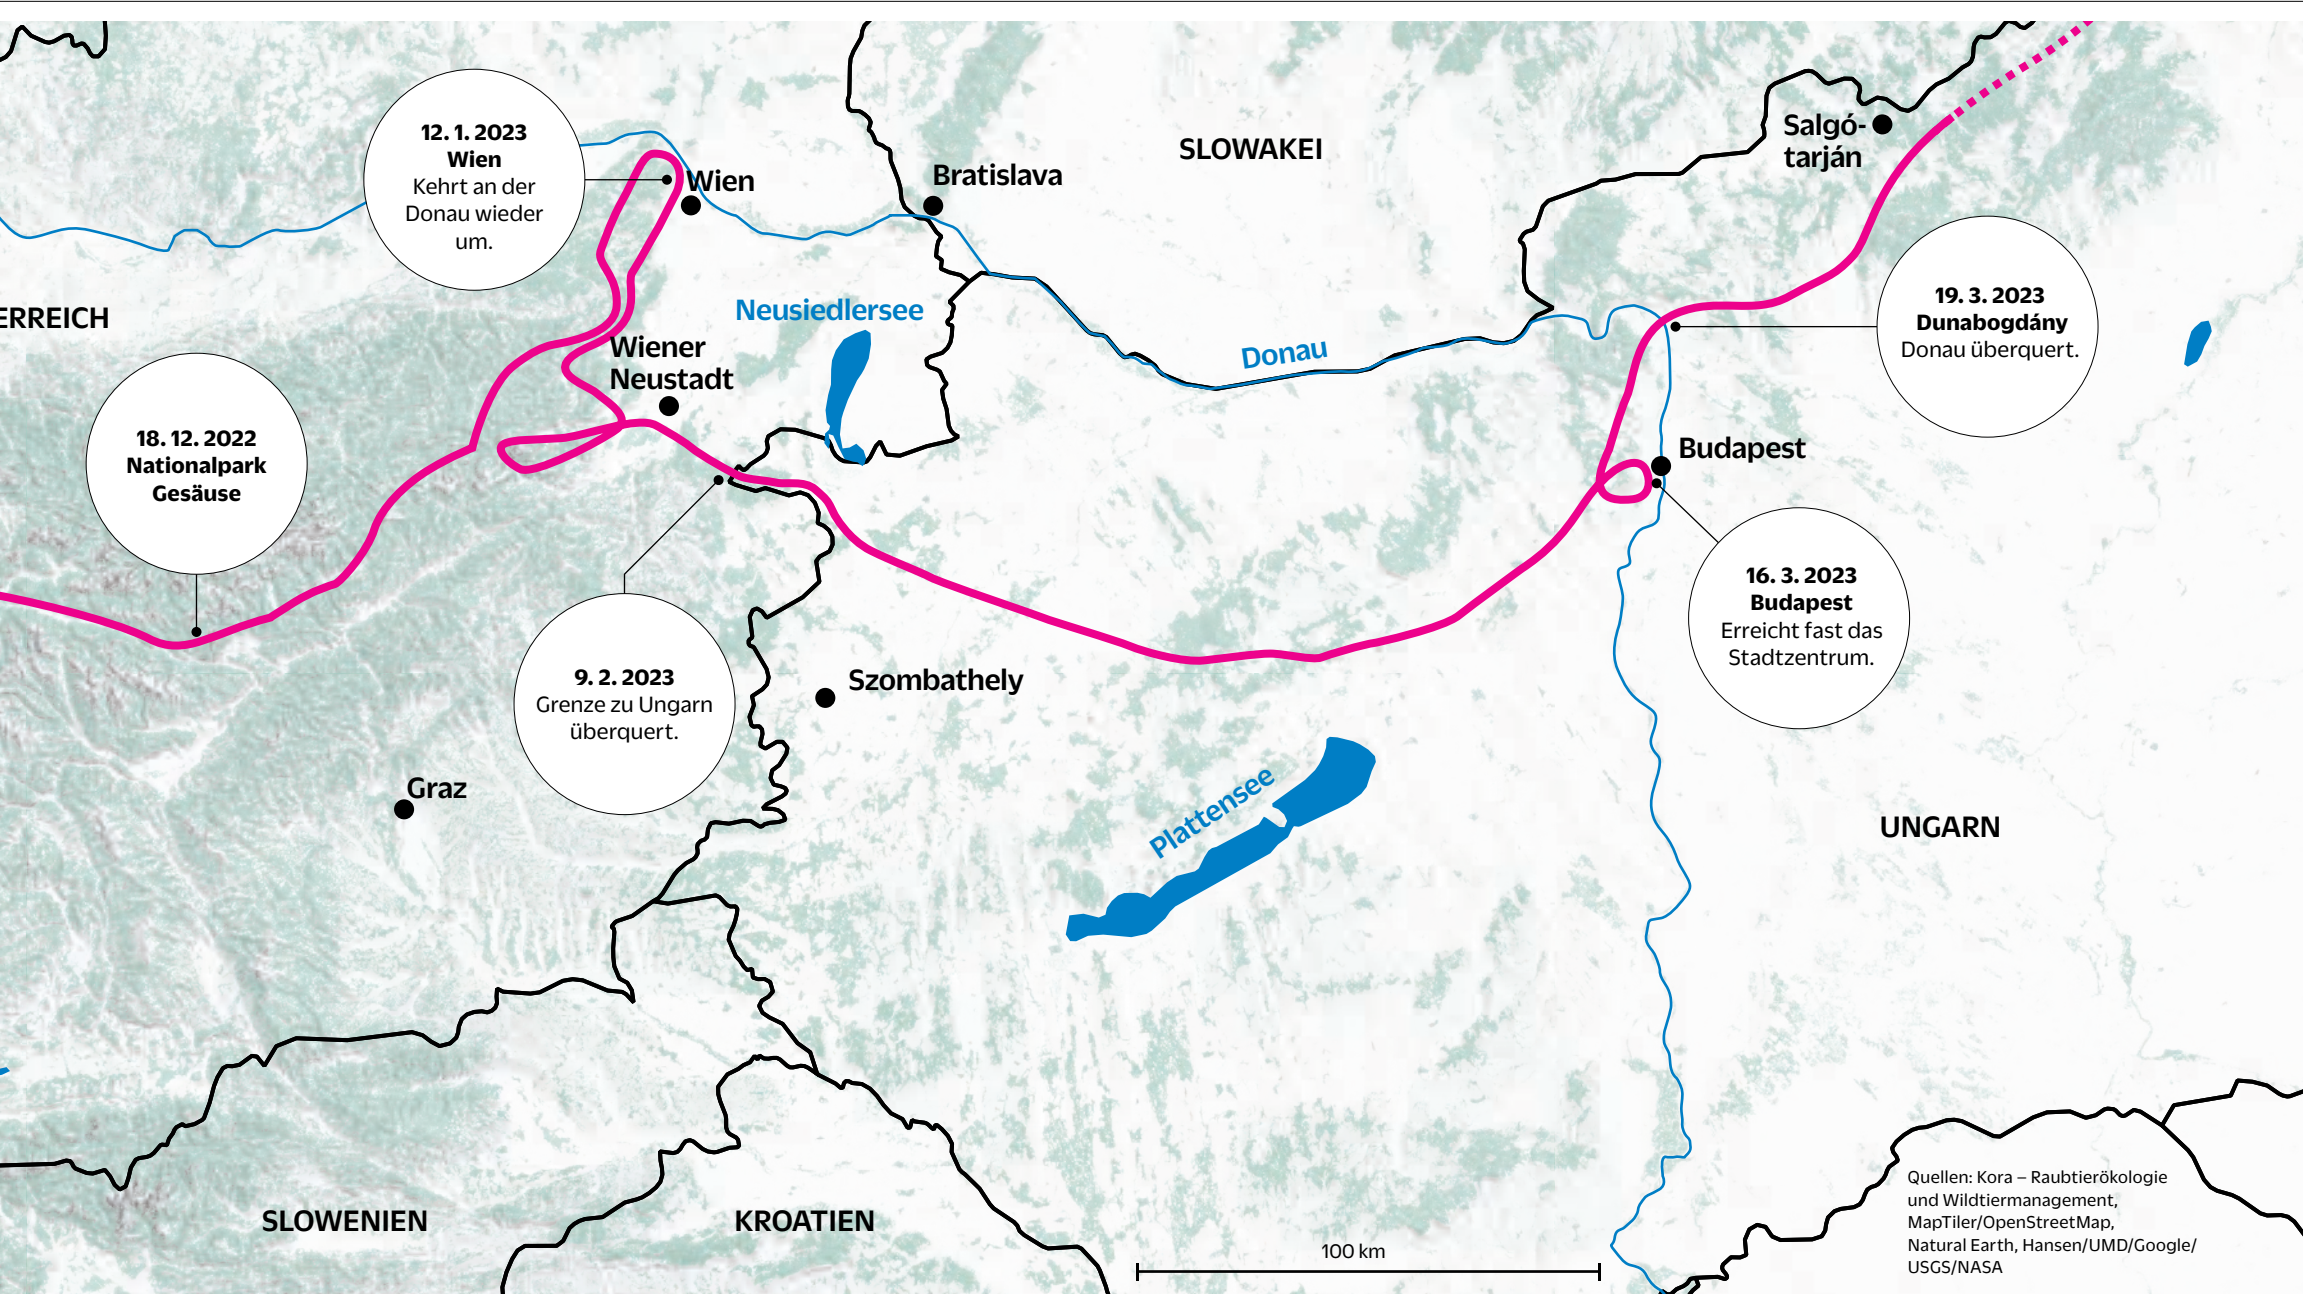 12. 1. 2023
Wien
Kehrt an der
Donau wieder
um.
Wien
Bratislava
SLOWAKEI
Salgó-
tarján
ERREICH
Neusiedlersee
Wiener
Neustadt
Donau
19. 3. 2023
Dunabogdány
Donau überquert.
18. 12. 2022
Nationalpark
Gesäuse
Budapest
16. 3. 2023
Budapest
Erreicht fast das
Stadtzentrum.
9. 2. 2023
Grenze zu Ungarn
überquert.
Szombathely
Graz
Plattensee
UNGARN
SLOWENIEN
KROATIEN
100 km
Quellen: Kora – Raubtierökologie
und Wildtiermanagement,
MapTiler/OpenStreetMap,
Natural Earth, Hansen/UMD/Google/
USGS/NASA